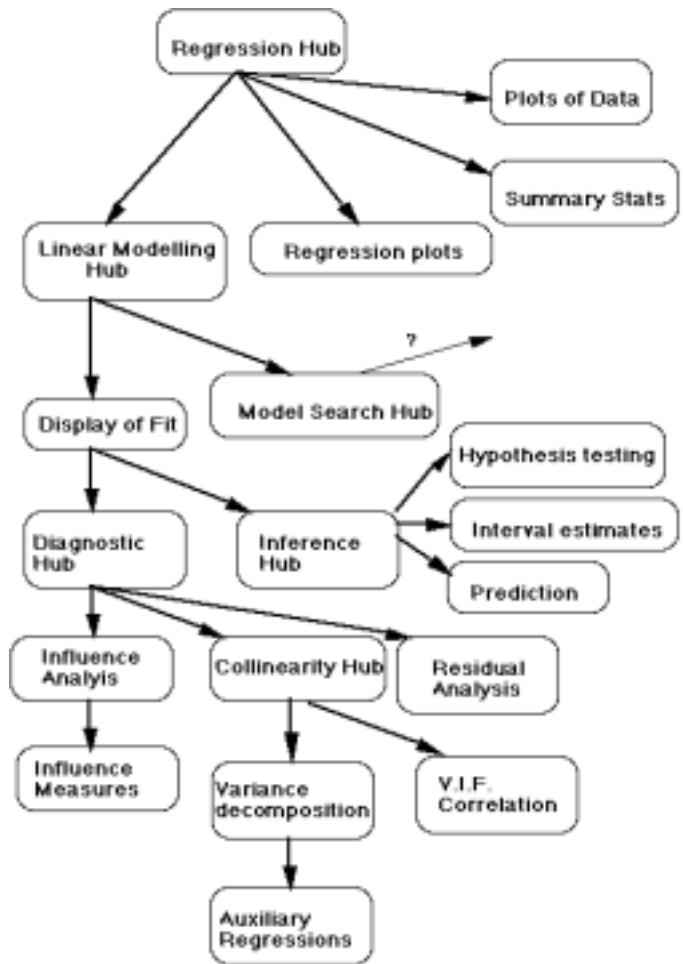 Regression Hub
Plots of Data
Summary Stats
Linear Modelling
Hub
Regression plots
?
Model Search Hub
Display of Fit
Hypothesis testing
Interval estimates
Prediction
Diagnostic
Hub
Inference
Hub
Influence
Analyis
Collinearity Hub
Residual
Analysis
Influence
Measures
Variance
decomposition
V.I.F.
Correlation
Auxiliary
Regressions